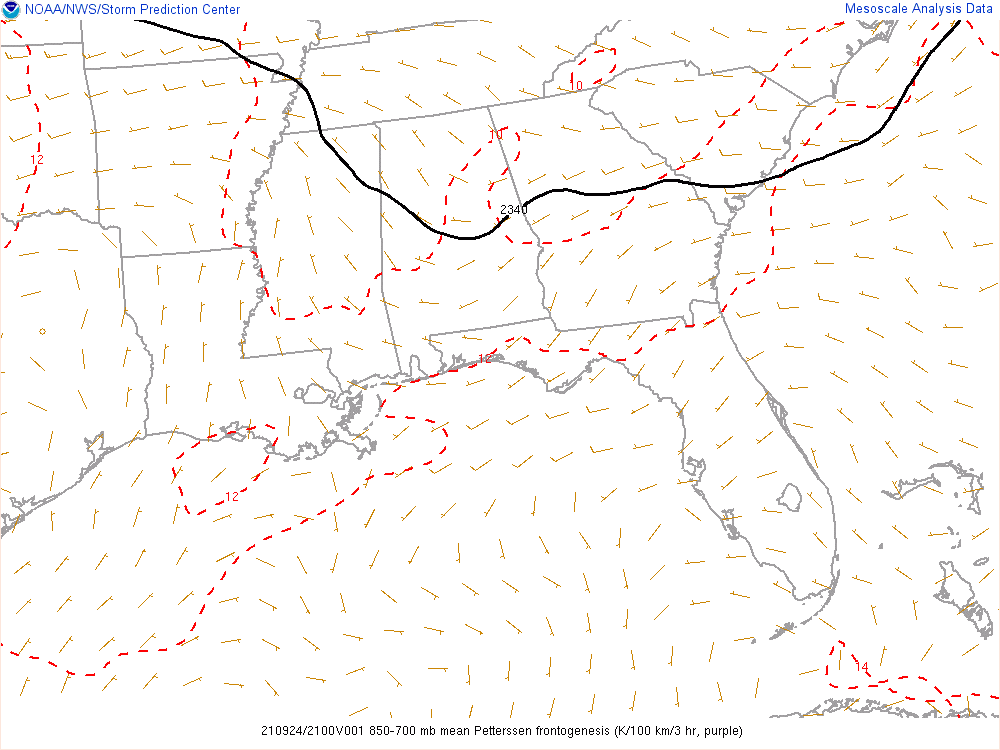 NOAA/NWS/Storm Prediction Center
Mesoscale Analysis Data
10
10
12
2340
12
12
14
210924/2100V001 850-700 mb mean Petterssen frontogenesis (K/100 km/3 hr, purple)